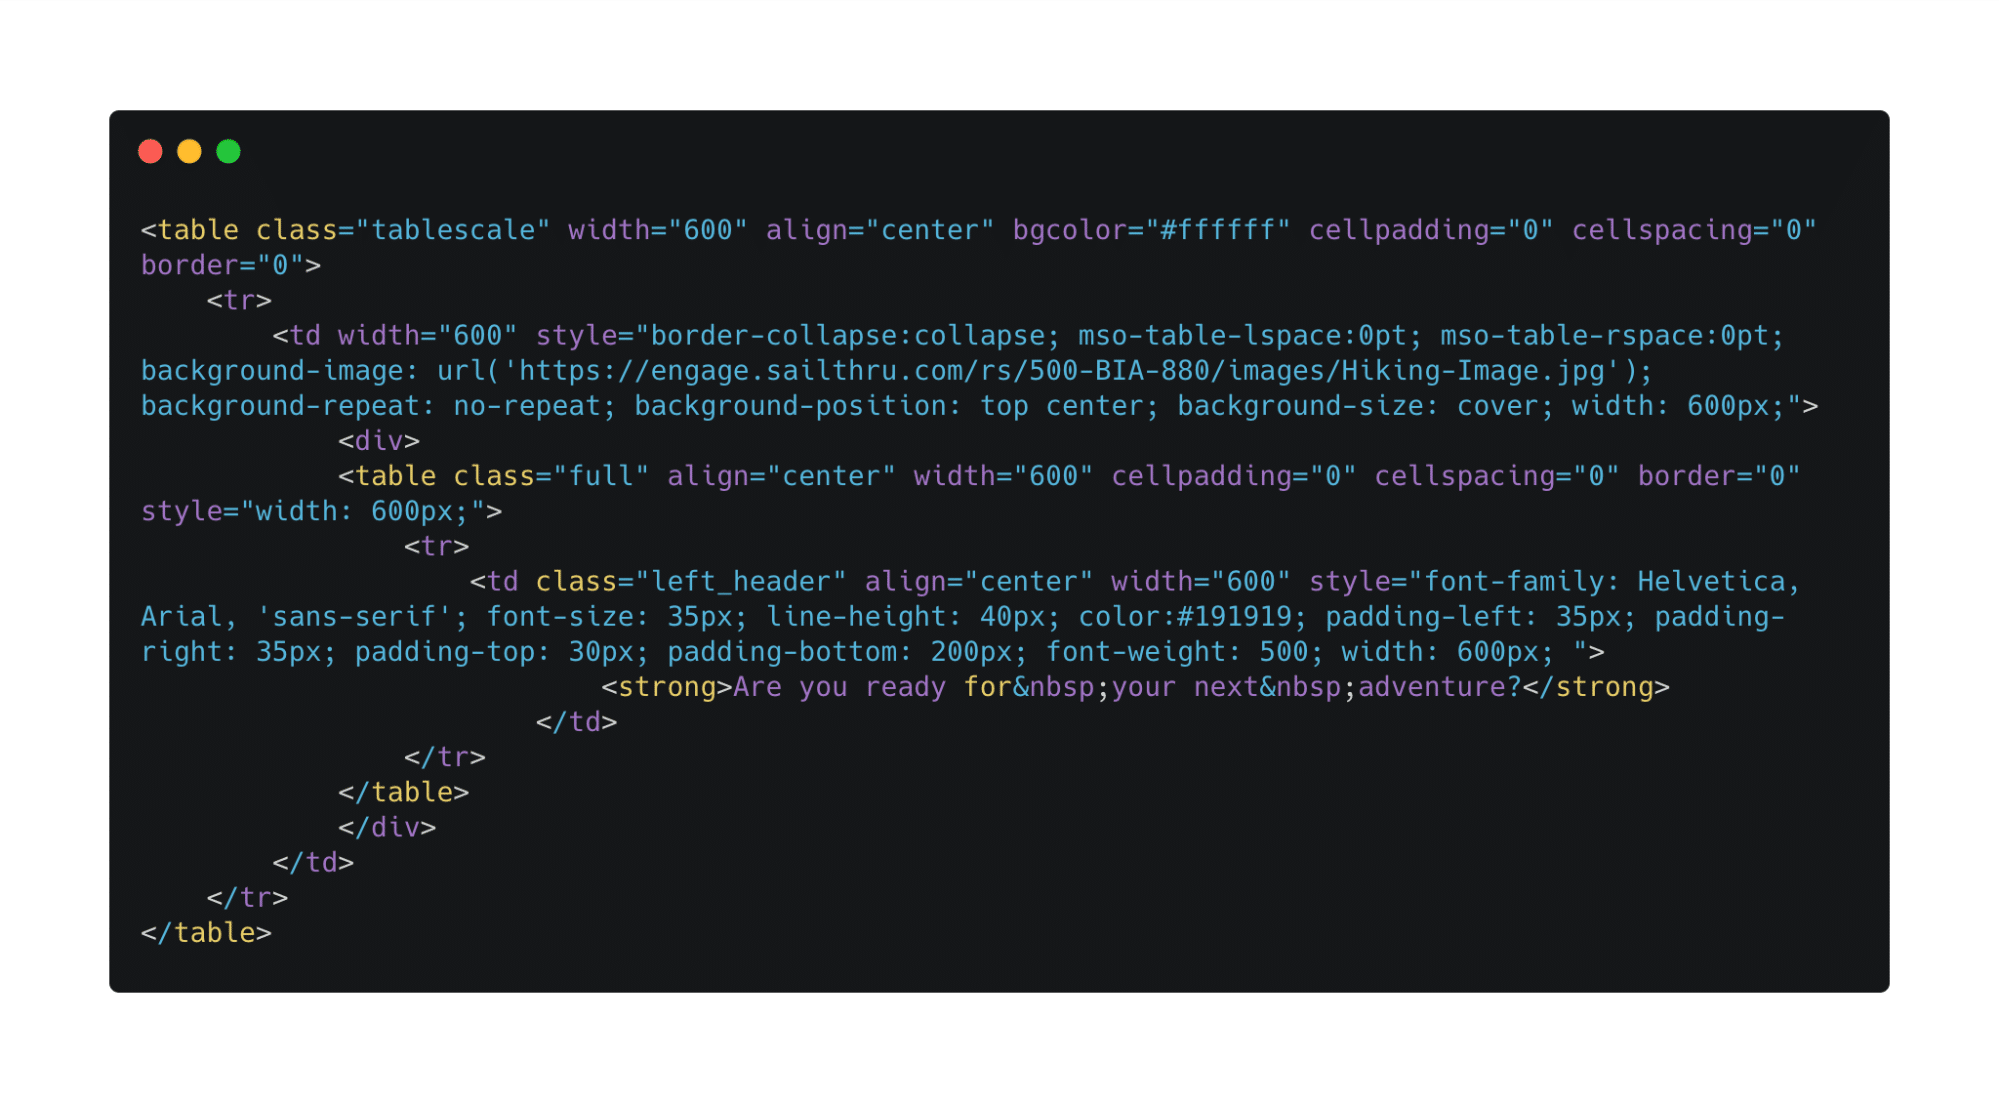 <table class="tablescale" width="600" align="center" bgcolor="#ffffff" cellpadding="0" cellspacing="0"
border="0">
    <tr>
        <td width="600" style="border-collapse:collapse; mso-table-lspace:0pt; mso-table-rspace:0pt;
background-image: url('https://engage.sailthru.com/rs/500-BIA-880/images/Hiking-Image.jpg');
background-repeat: no-repeat; background-position: top center; background-size: cover; width: 600px;">
            <div>
            <table class="full" align="center" width="600" cellpadding="0" cellspacing="0" border="0"
style="width: 600px;">
                <tr>
                    <td class="left_header" align="center" width="600" style="font-family: Helvetica,
Arial, 'sans-serif'; font-size: 35px; line-height: 40px; color:#191919; padding-left: 35px; padding-
right: 35px; padding-top: 30px; padding-bottom: 200px; font-weight: 500; width: 600px; ">
                            <strong>Are you ready for&nbsp;your next&nbsp;adventure?</strong>
                        </td>
                </tr>
            </table>
            </div>
        </td>
    </tr>
</table>